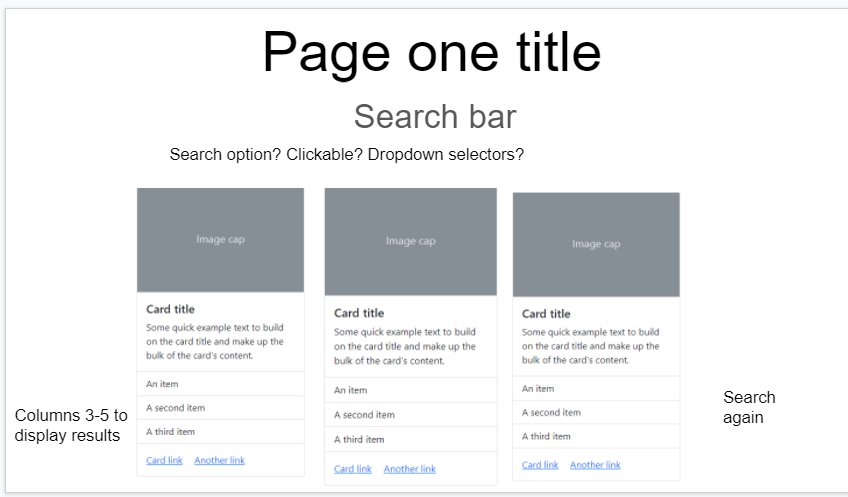 Page one title
Search bar
Search option? Clickable? Dropdown selectors?
Image cap
Card title
Some quick example text to build
on the card title and make up the
bulk of the card's content.
An item
A second item
A third item
Card link Another link
Image cap
Card title
Some quick example text to build
on the card title and make up the
bulk of the card's content.
An item
A second item
A third item
Card link Another link
Image cap
Card title
Some quick example text to build
on the card title and make up the
bulk of the card's content.
An item
A second item
A third item
Card link Another link
Columns 3-5 to
display results
Search
again